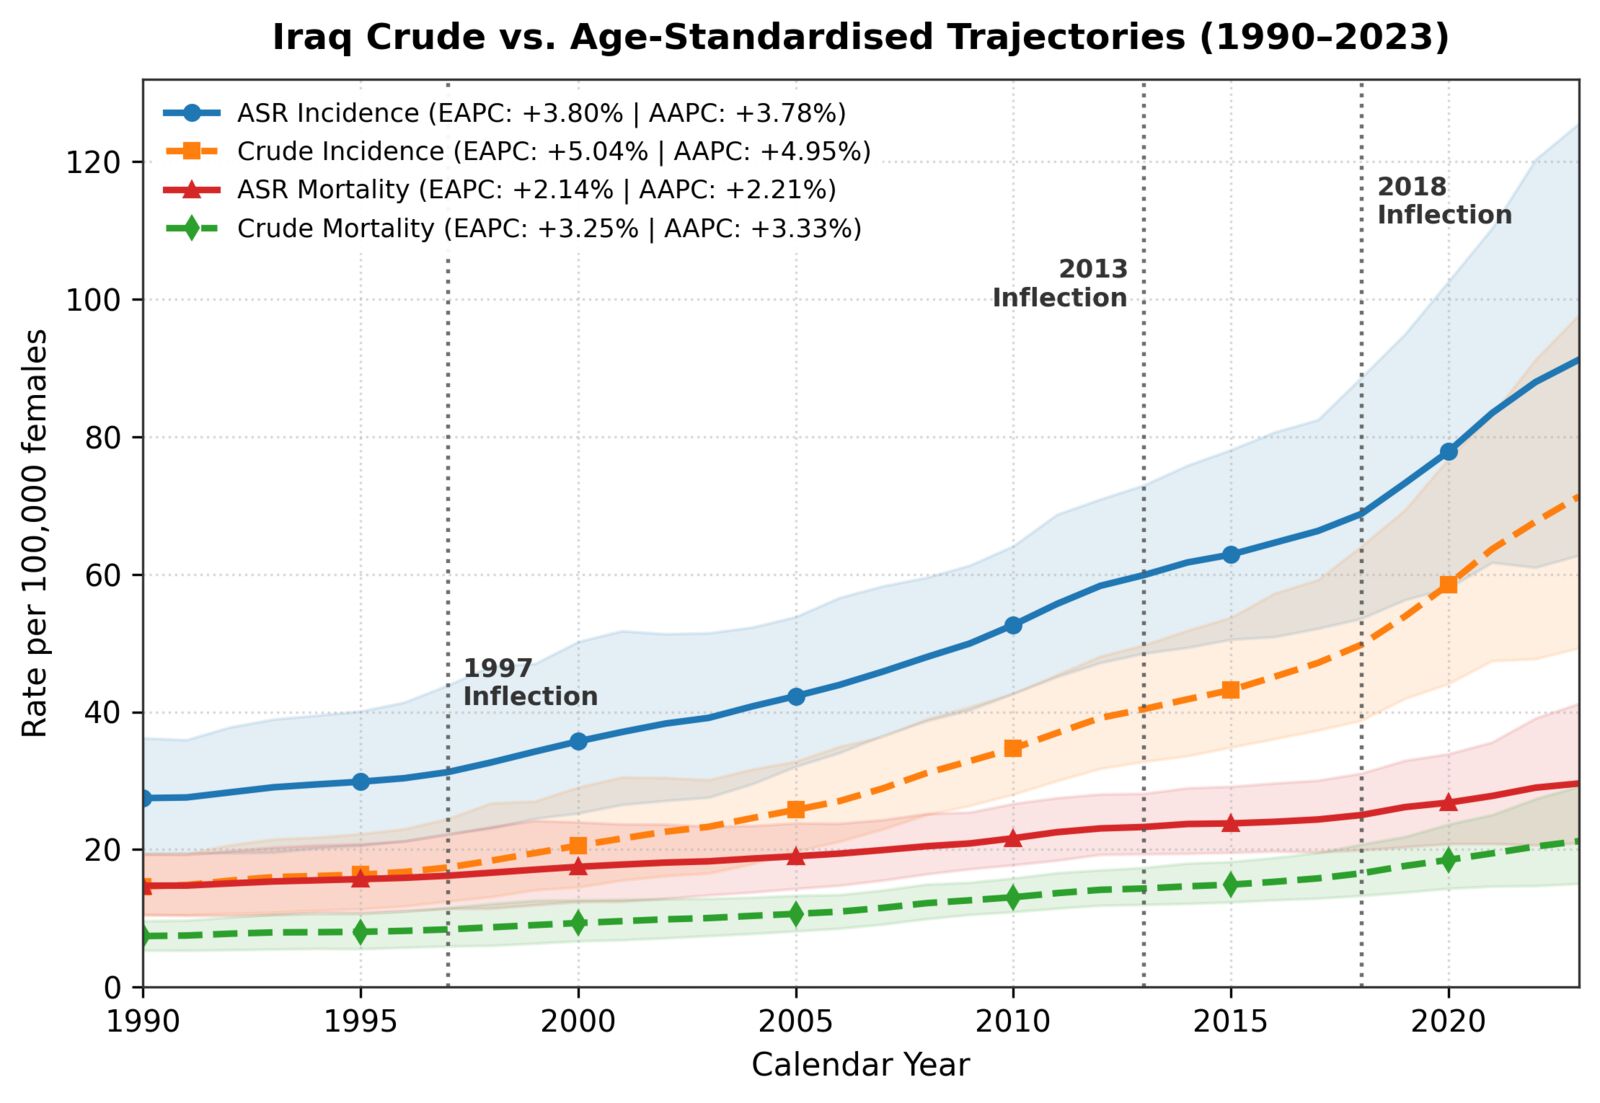 Iraq Crude vs. Age-Standardised Trajectories (1990–2023)
ASR Incidence (EAPC: +3.80% | AAPC: +3.78%)
Crude Incidence (EAPC: +5.04% | AAPC: +4.95%)
ASR Mortality (EAPC: +2.14% | AAPC: +2.21%)
Crude Mortality (EAPC: +3.25% | AAPC: +3.33%)
2018
Inflection
2013
Inflection
1997
Inflection
Rate per 100,000 females
120
100
80
60
40
20
0
1990 1995 2000 2005 2010 2015 2020
Calendar Year